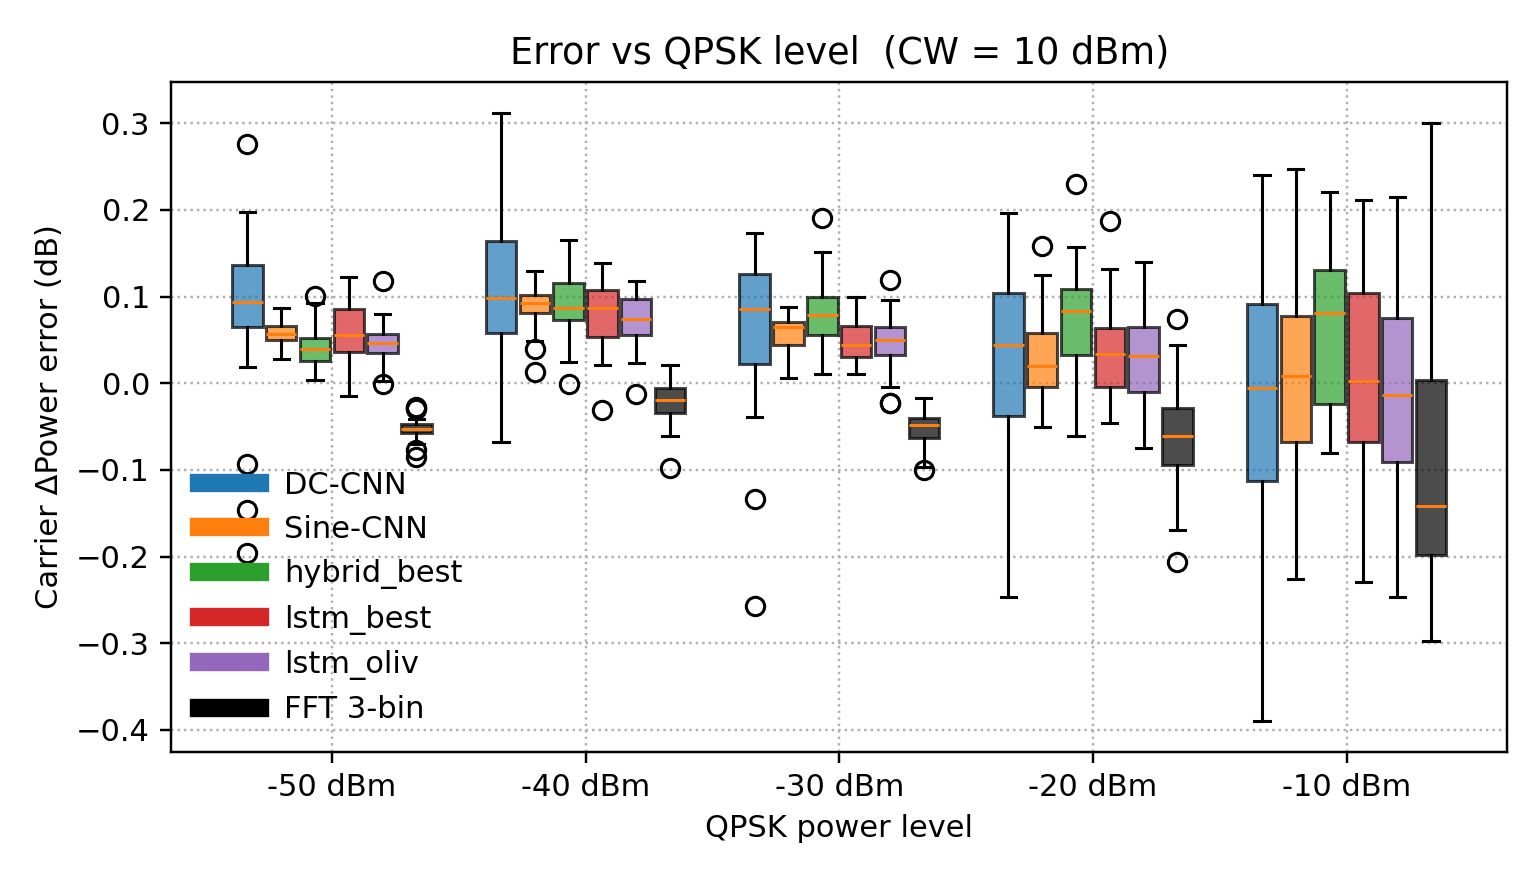 Error vs QPSK level  (CW = 10 dBm)
Carrier ΔPower error (dB)
0.3
0.2
0.1
0.0
−0.1
−0.2
−0.3
−0.4
DC-CNN
Sine-CNN
hybrid_best
lstm_best
lstm_oliv
FFT 3-bin
-50 dBm
-40 dBm
-30 dBm
-20 dBm
-10 dBm
QPSK power level